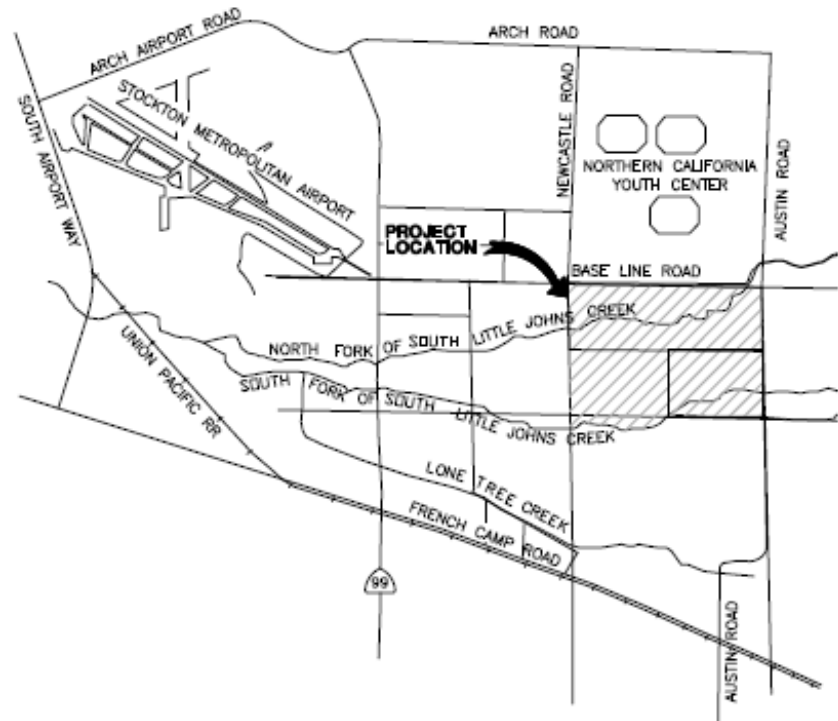 ARCH AIRPORT ROAD
ARCH ROAD
SOUTH AIRPORT WAY
STOCKTON METROPOLITAN AIRPORT
NEWCASTLE ROAD
NORTHERN CALIFORNIA
YOUTH CENTER
AUSTIN ROAD
PROJECT
LOCATION
BASE LINE ROAD
UNION PACIFIC RR
NORTH FORK OF SOUTH LITTLE JOHNS CREEK
SOUTH FORK OF SOUTH LITTLE JOHNS CREEK
LONE TREE CREEK
FRENCH CAMP ROAD
99
AUSTIN ROAD